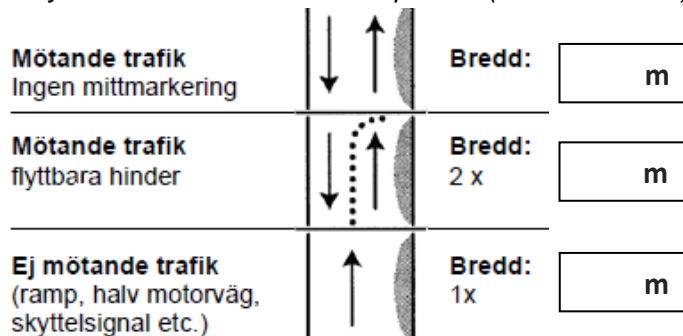 Mötande trafik
Ingen mittmarkering
Bredd:
m
Mötande trafik
flyttbara hinder
Bredd:
2 x
m
Ej mötande trafik
(ramp, halv motorväg,
skyttelsignal etc.)
Bredd:
1x
m